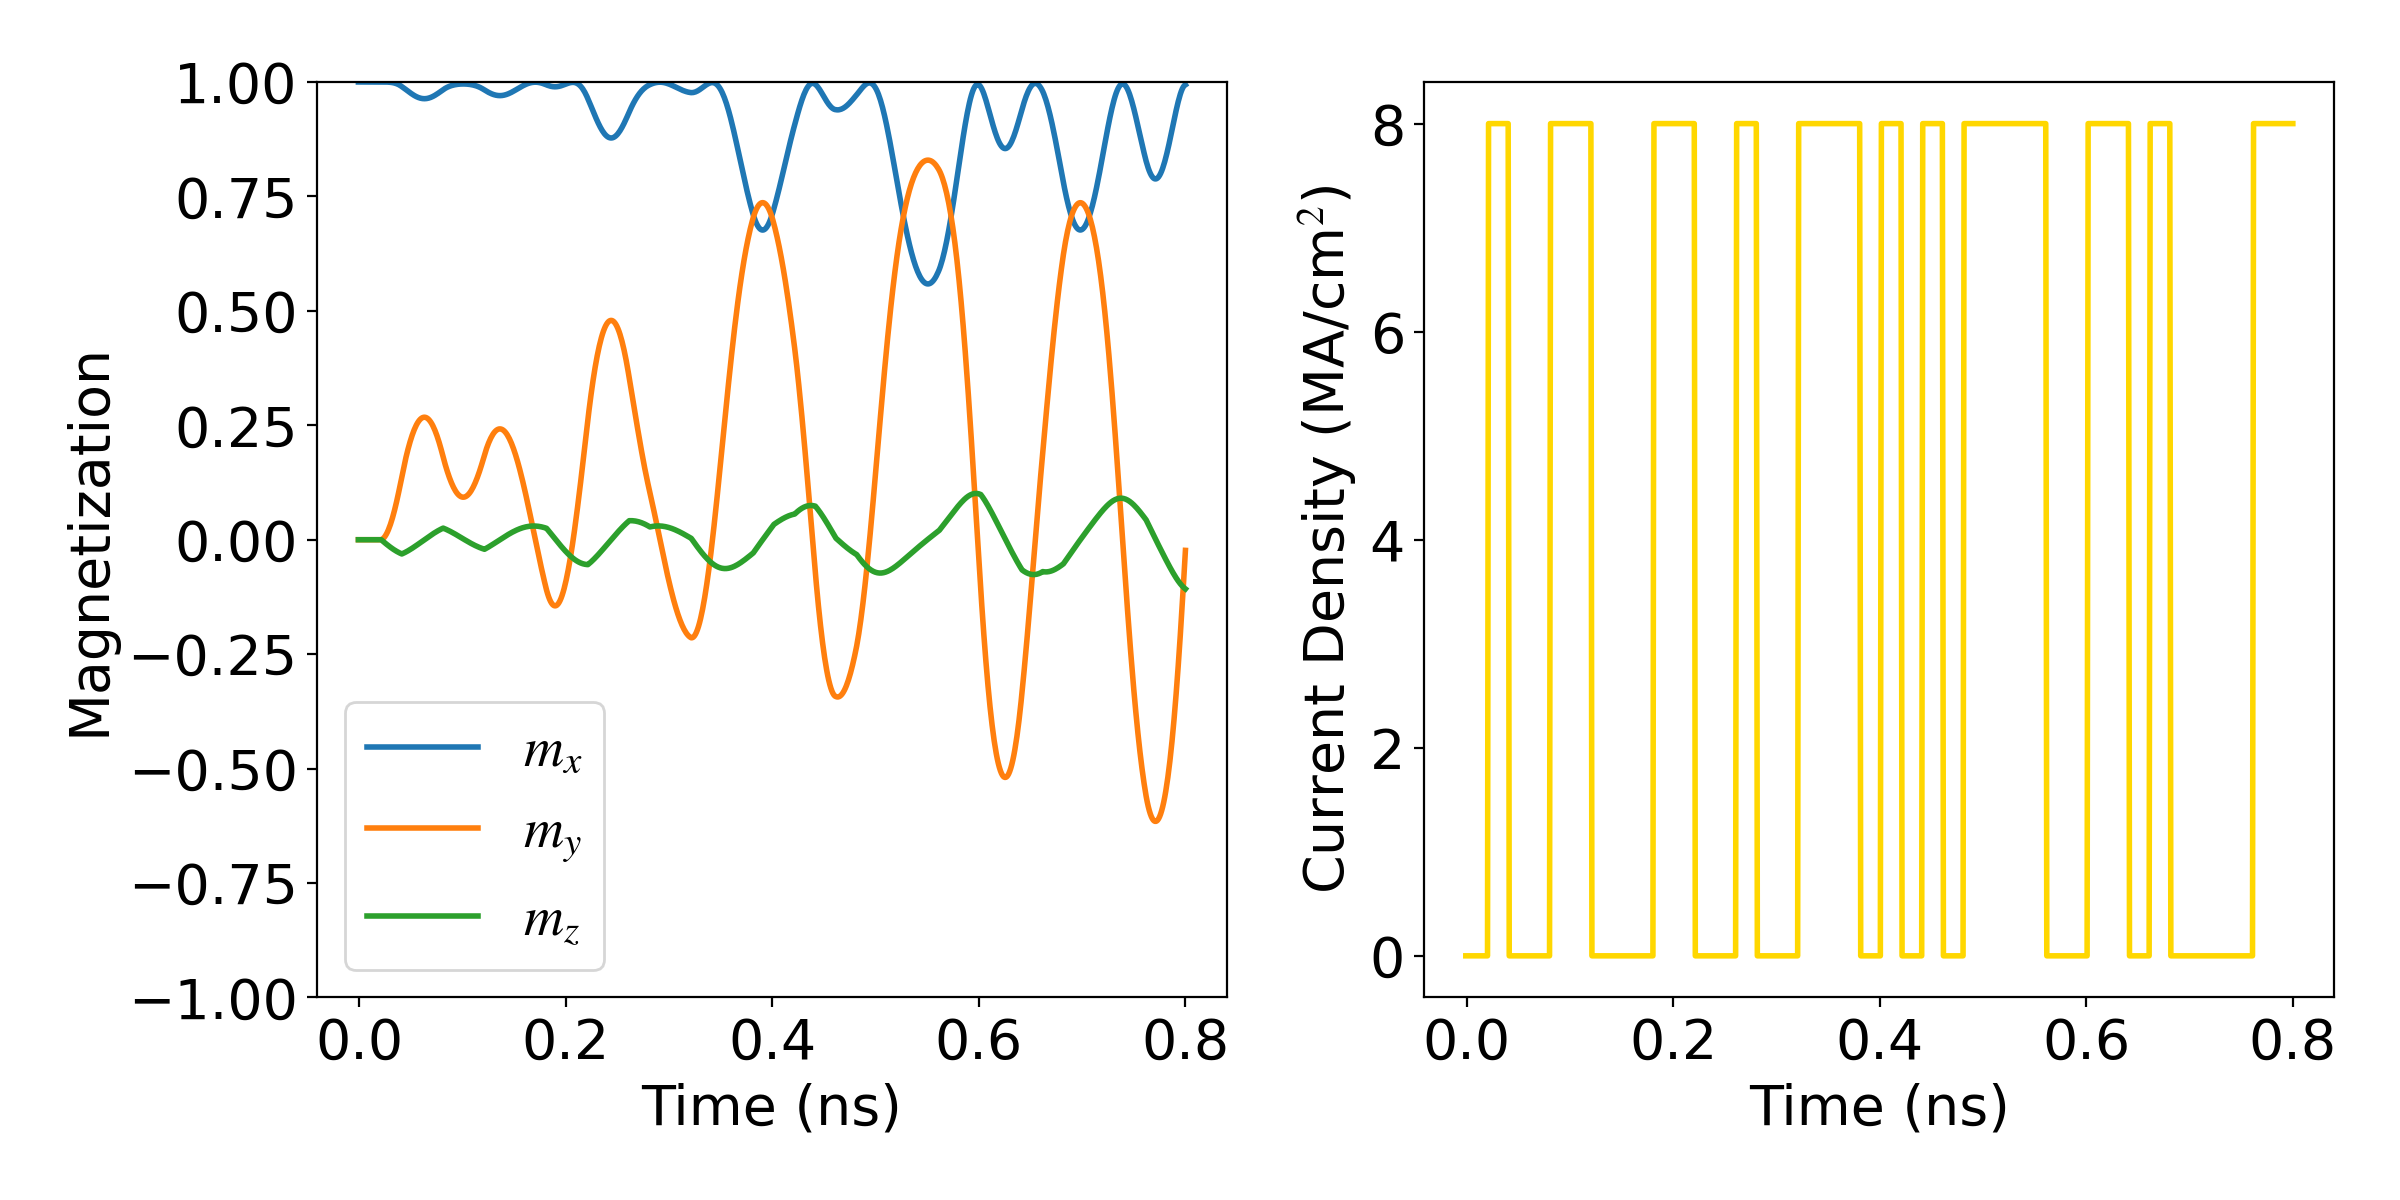 Magnetization
1.00
0.75
0.50
0.25
0.00
−0.25
−0.50
−0.75
−1.00
m_x
m_y
m_z
0.0 0.2 0.4 0.6 0.8
Time (ns)
Current Density (MA/cm²)
8
6
4
2
0
0.0 0.2 0.4 0.6 0.8
Time (ns)